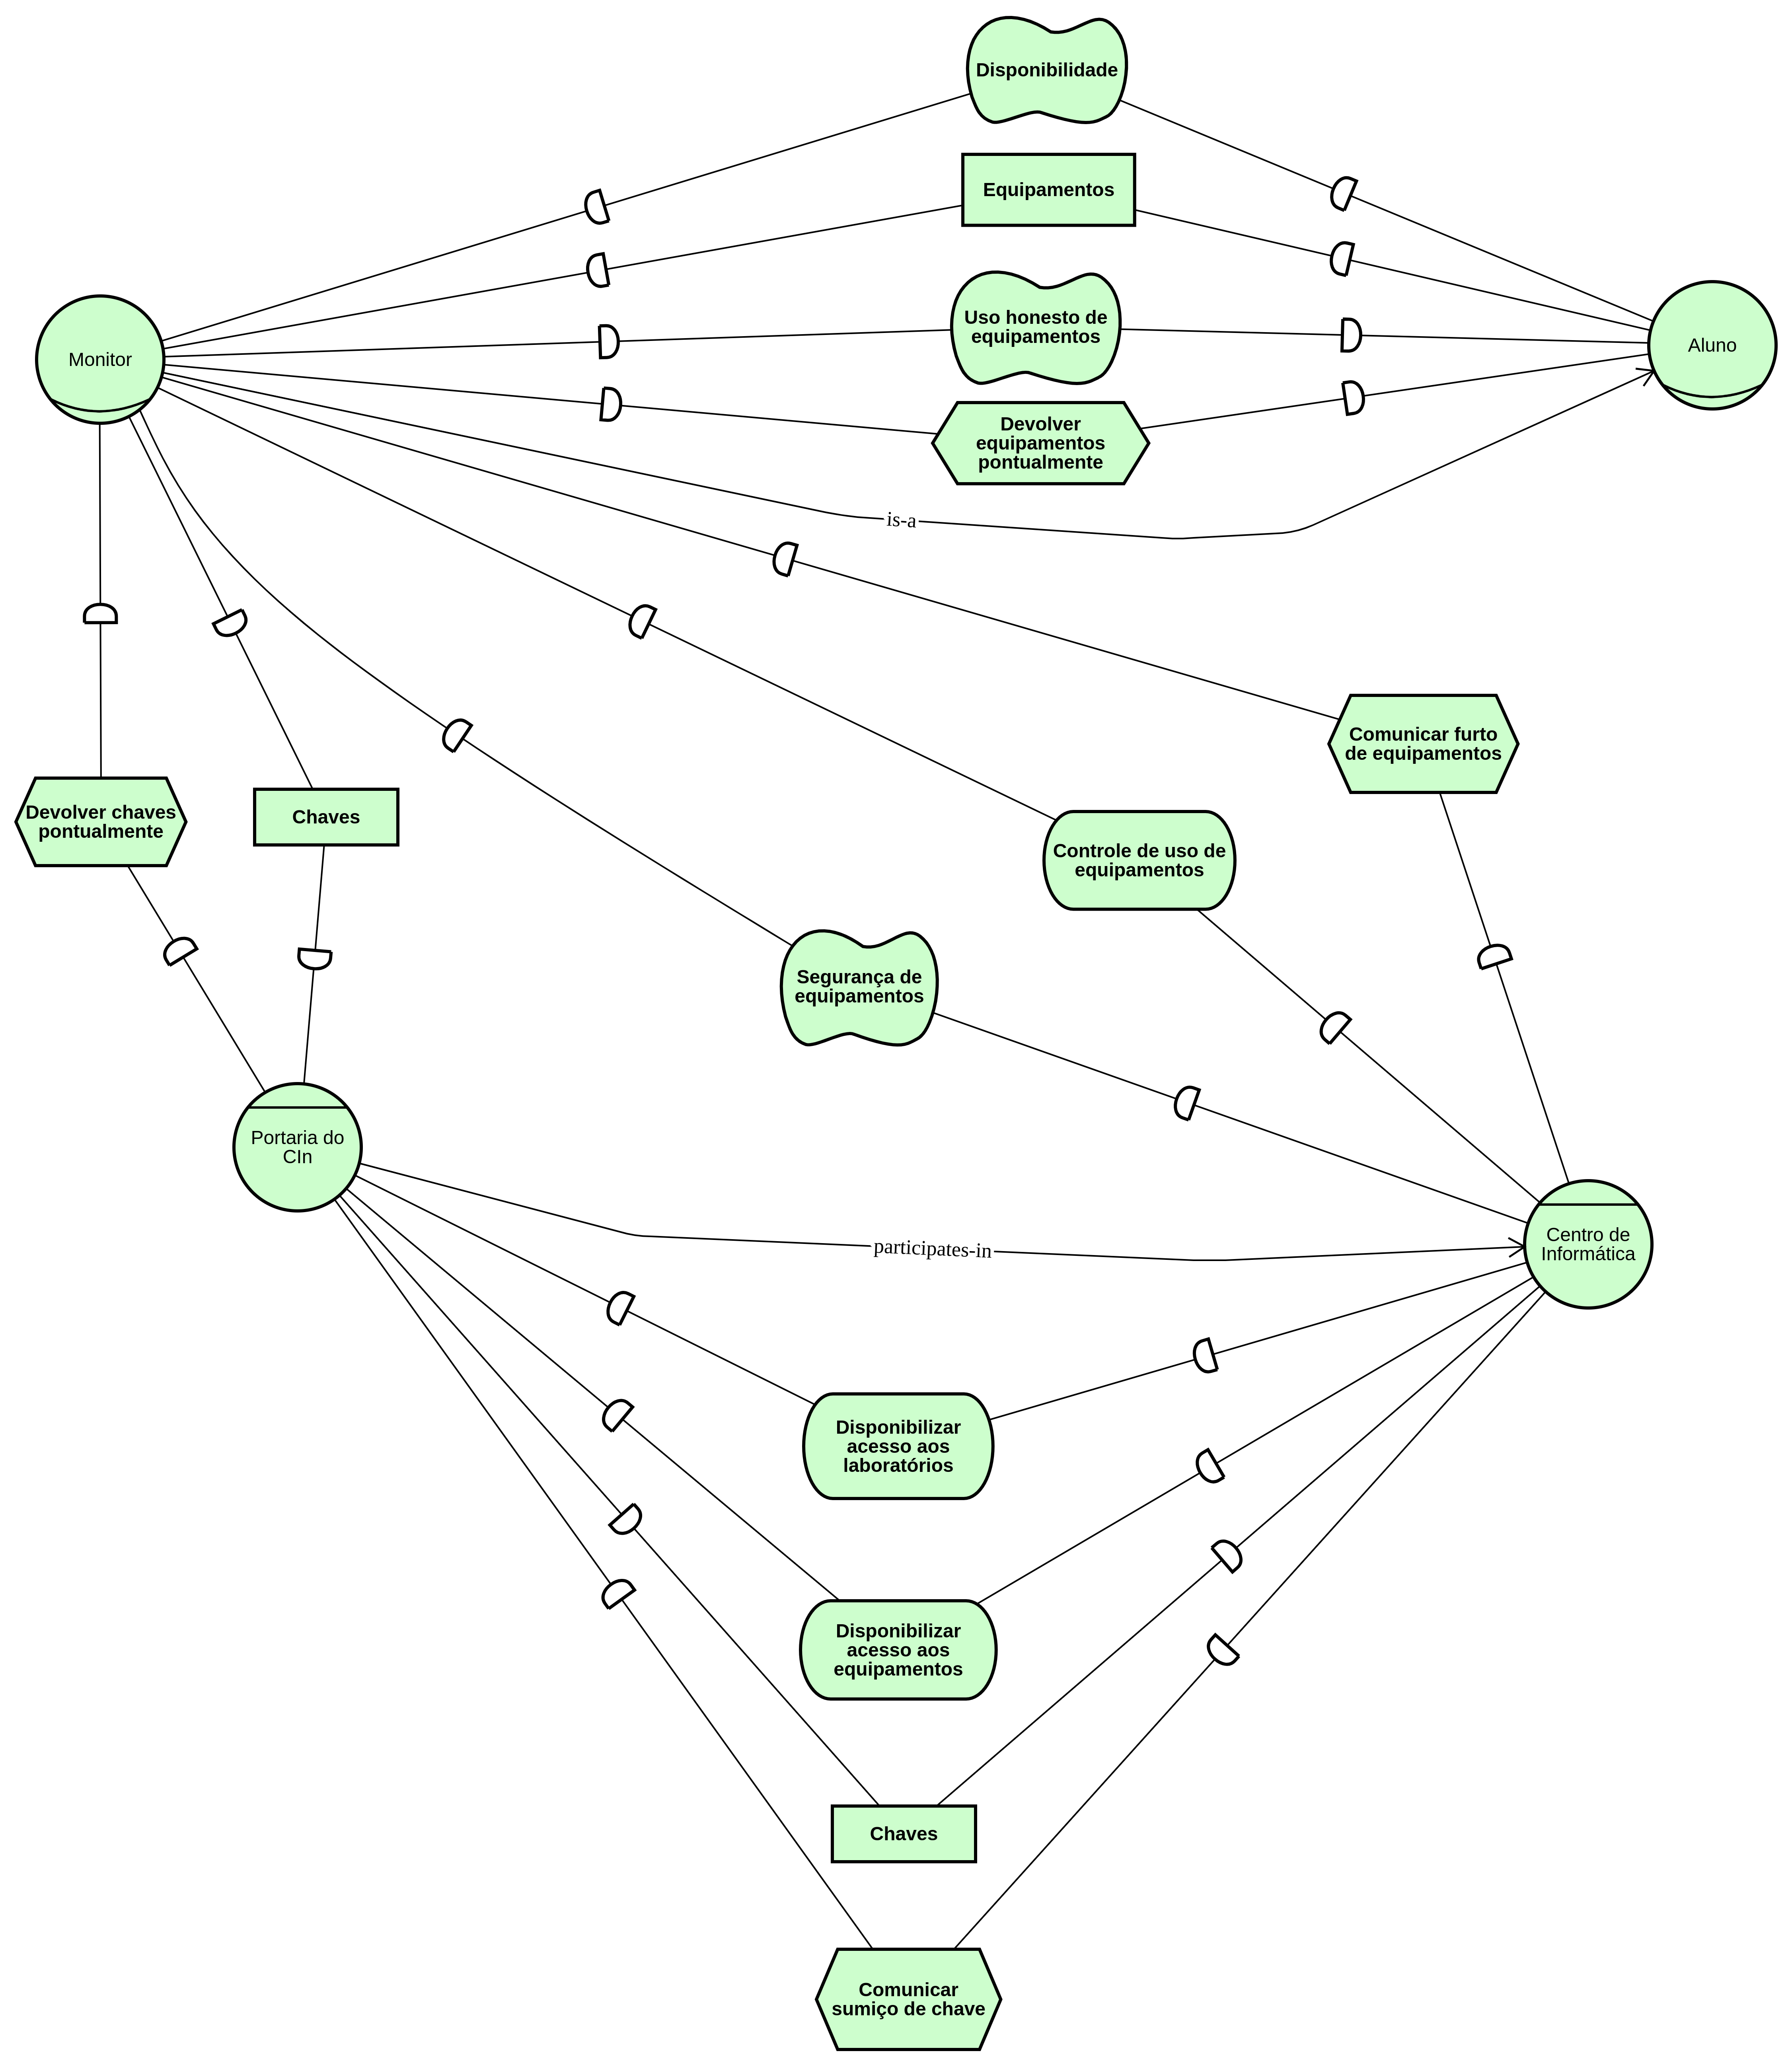 Disponibilidade
Equipamentos
Uso honesto de
equipamentos
Monitor
Aluno
Devolver
equipamentos
pontualmente
is-a
Comunicar furto
de equipamentos
Devolver chaves
pontualmente
Chaves
Controle de uso de
equipamentos
Segurança de
equipamentos
Portaria do
CIn
participates-in
Centro de
Informática
Disponibilizar
acesso aos
laboratórios
Disponibilizar
acesso aos
equipamentos
Chaves
Comunicar
sumiço de chave